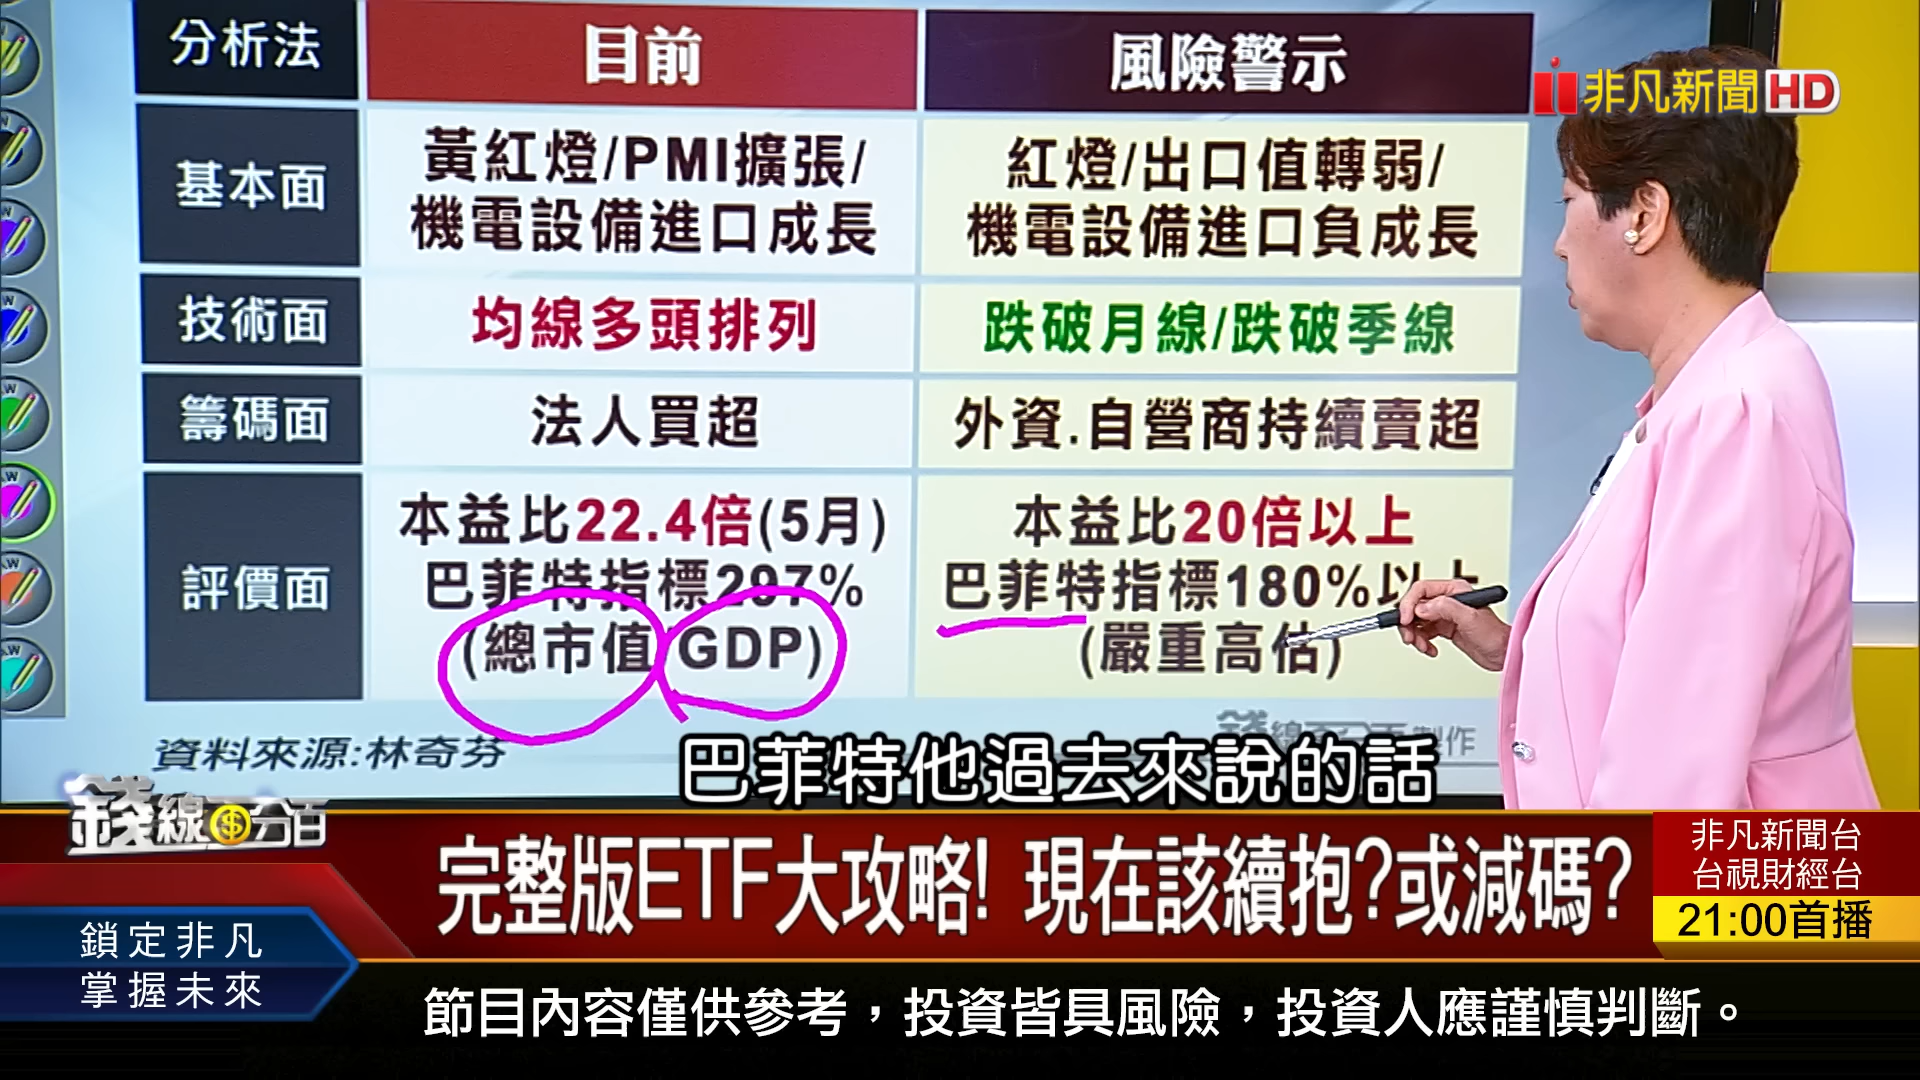 分析法 目前 風險警示
非凡新聞HD
基本面 黃紅燈/PMI擴張/ 紅燈/出口值轉弱/
機電設備進口成長 機電設備進口負成長
技術面 均線多頭排列 跌破月線/跌破季線
籌碼面 法人買超 外資.自營商持續賣超
評價面 本益比22.4倍(5月) 本益比20倍以上
巴菲特指標297% 巴菲特指標180%以上
(總市值/GDP) (嚴重高估)
資料來源:林奇芬
錢線百分百製作
巴菲特他過去來說的話
錢線百分百
完整版ETF大攻略! 現在該續抱?或減碼?
非凡新聞台
台視財經台
21:00首播
鎖定非凡
掌握未來
節目內容僅供參考，投資皆具風險，投資人應謹慎判斷。